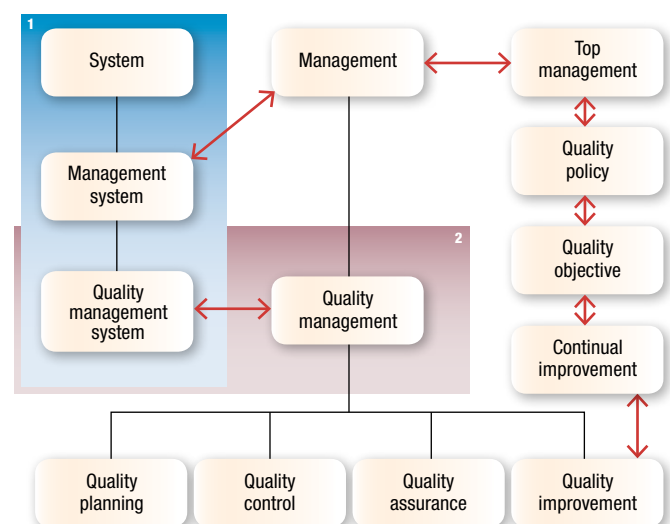 1
System
Management
Top
management
Management
system
Quality
policy
2
Quality
management
system
Quality
management
Quality
objective
Continual
improvement
Quality
planning
Quality
control
Quality
assurance
Quality
improvement